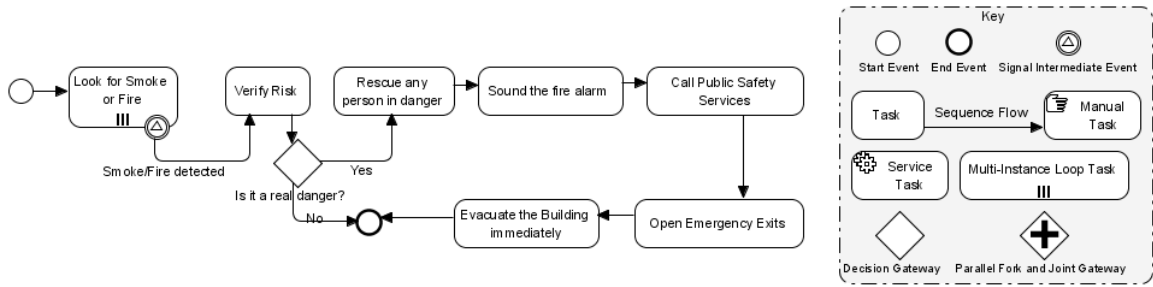 Look for Smoke
or Fire
Smoke/Fire detected
Verify Risk
Is it a real danger?
Yes
No
Rescue any
person in danger
Sound the fire alarm
Call Public Safety
Services
Open Emergency Exits
Evacuate the Building
immediately
Key
Start Event
End Event
Signal Intermediate Event
Task
Sequence Flow
Manual
Task
Service
Task
Multi-Instance Loop Task
Decision Gateway
Parallel Fork and Joint Gateway